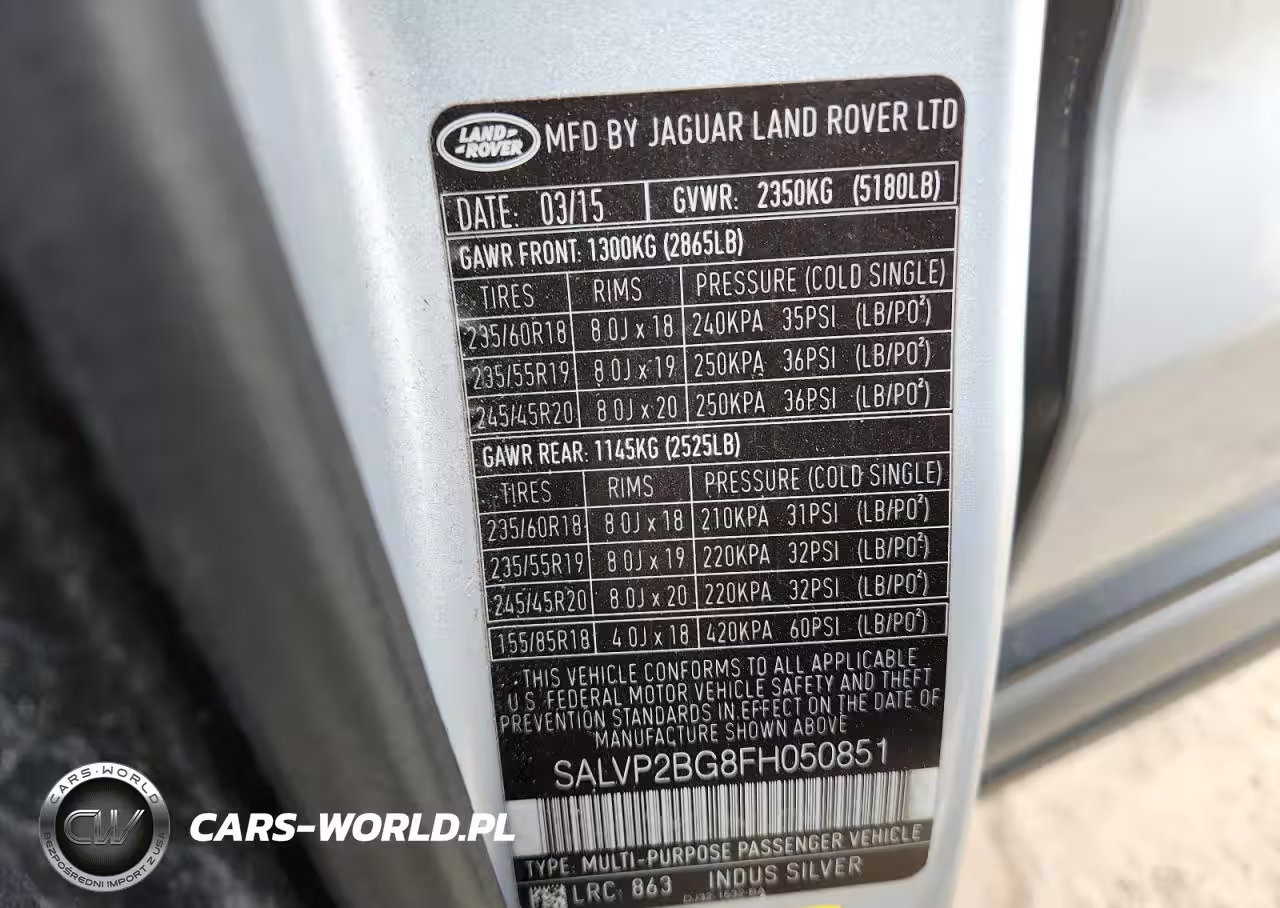 LAND ROVER MFD BY JAGUAR LAND ROVER LTD
DATE: 03/15 GVWR: 2350KG (5180LB)
GAWR FRONT: 1300KG (2865LB)
TIRES RIMS PRESSURE (COLD SINGLE)
235/60R18 8.0J x 18 240KPA 35PSI (LB/PO²)
235/55R19 8.0J x 19 250KPA 36PSI (LB/PO²)
245/45R20 8.0J x 20 250KPA 36PSI (LB/PO²)
GAWR REAR: 1145KG (2525LB)
TIRES RIMS PRESSURE (COLD SINGLE)
235/60R18 8.0J x 18 210KPA 31PSI (LB/PO²)
235/55R19 8.0J x 19 220KPA 32PSI (LB/PO²)
245/45R20 8.0J x 20 220KPA 32PSI (LB/PO²)
155/85R18 4.0J x 18 420KPA 60PSI (LB/PO²)
THIS VEHICLE CONFORMS TO ALL APPLICABLE
U.S. FEDERAL MOTOR VEHICLE SAFETY AND THEFT
PREVENTION STANDARDS IN EFFECT ON THE DATE OF
MANUFACTURE SHOWN ABOVE
SALVP2BG8FH050851
TYPE: MULTI-PURPOSE PASSENGER VEHICLE
LRC: 863 INDUS SILVER
CARS-WORLD
CW
BEZPOŚREDNI IMPORT Z USA
CARS-WORLD.PL